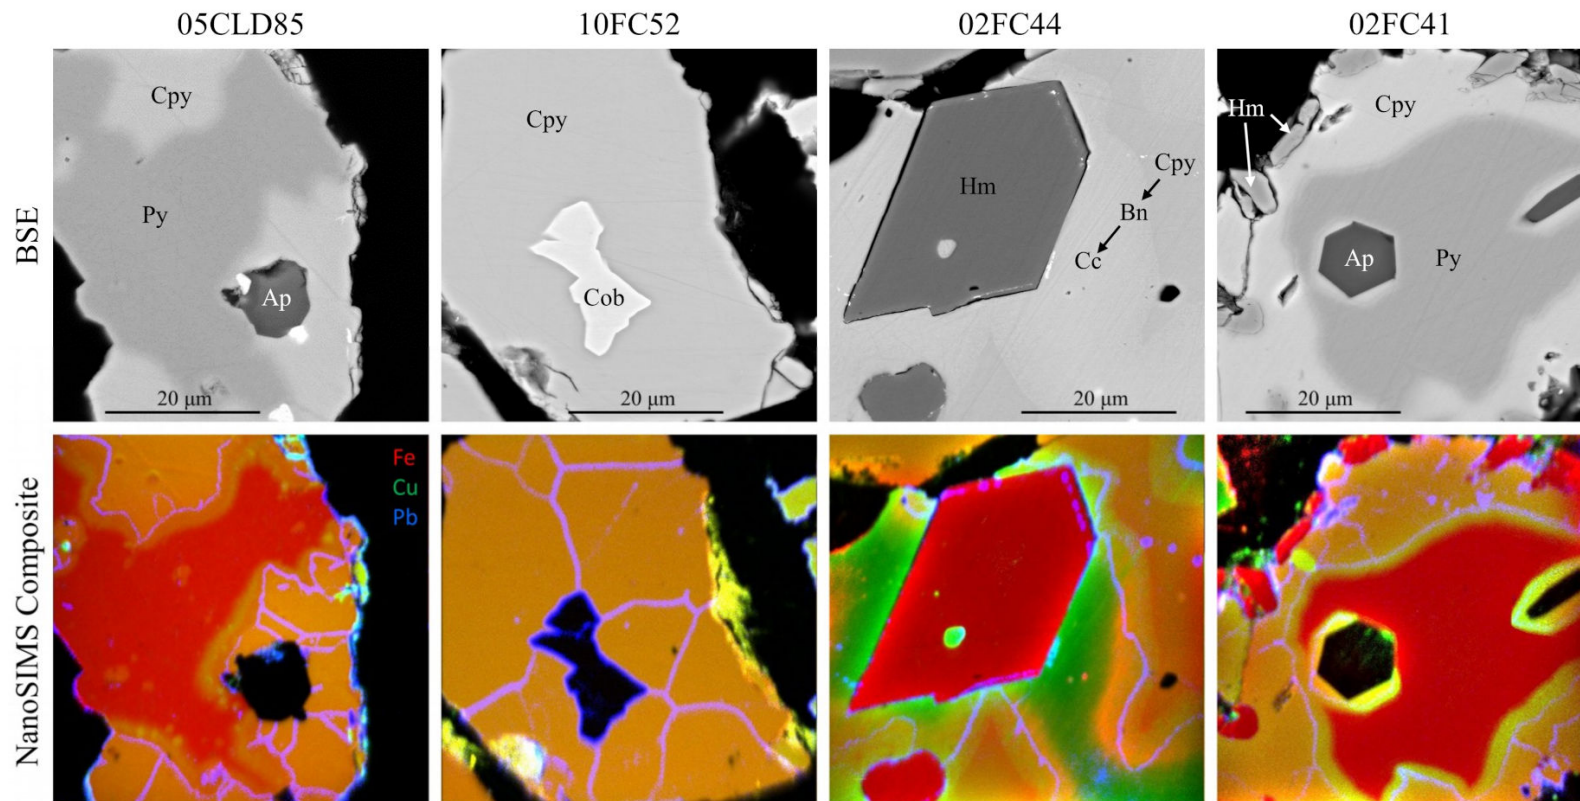 05CLD85
10FC52
02FC44
02FC41
BSE
Cpy
Py
Ap
20 μm
Cpy
Cob
20 μm
Hm
Cpy
Bn
Cc
20 μm
Hm
Cpy
Ap
Py
20 μm
NanoSIMS Composite
Fe
Cu
Pb